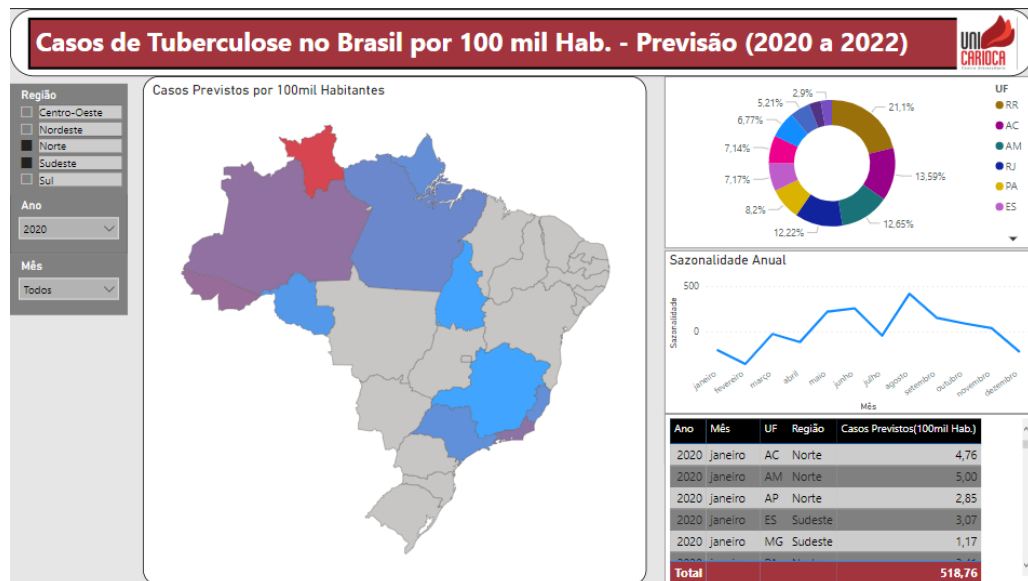 Casos de Tuberculose no Brasil por 100 mil Hab. - Previsão (2020 a 2022)
UNI
CARIOCA
Região
Centro-Oeste
Nordeste
Norte
Sudeste
Sul
Ano
2020
Mês
Todos
Casos Previstos por 100mil Habitantes
2,9%
5,21%
6,77%
7,14%
7,17%
8,2%
12,22%
12,65%
13,59%
21,1%
UF
RR
AC
AM
RJ
PA
ES
Sazonalidade Anual
Sazonalidade
500
0
janeiro
fevereiro
março
abril
maio
junho
julho
agosto
setembro
outubro
novembro
dezembro
Mês
Ano Mês UF Região Casos Previstos(100mil Hab.)
2020 janeiro AC Norte 4,76
2020 janeiro AM Norte 5,00
2020 janeiro AP Norte 2,85
2020 janeiro ES Sudeste 3,07
2020 janeiro MG Sudeste 1,17
Total 518,76